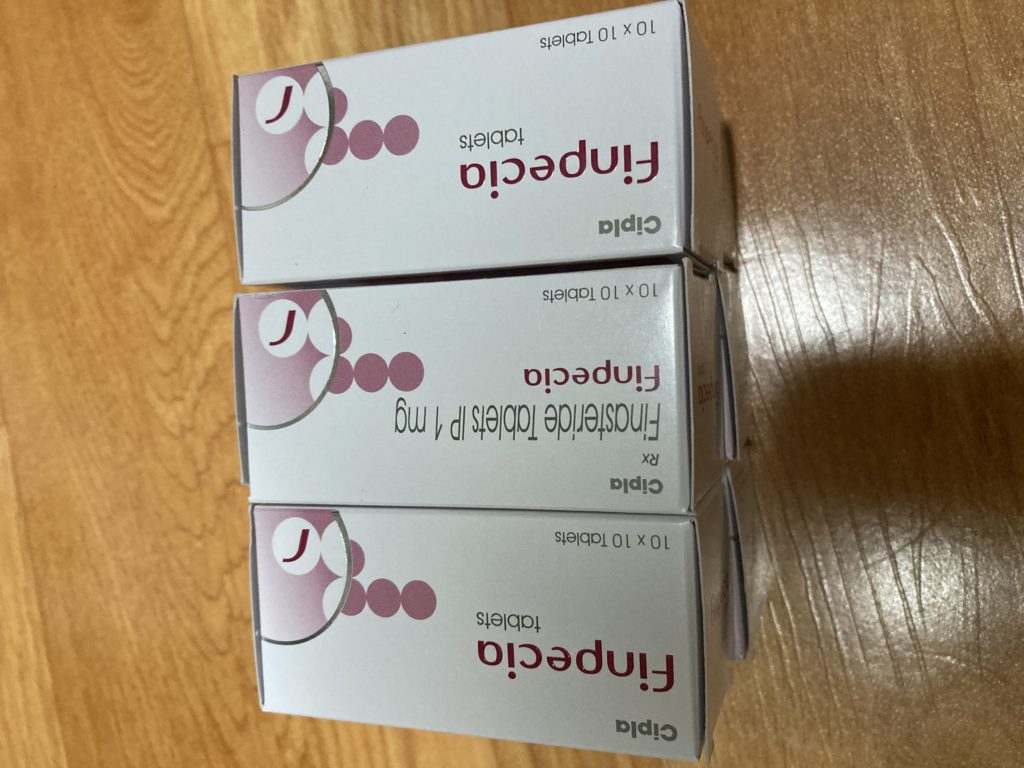 Cipla
Finpecia
tablets
10 x 10 Tablets
Cipla
Rx
Finasteride Tablets IP 1 mg
Finpecia
10 x 10 Tablets
Cipla
Finpecia
tablets
10 x 10 Tablets